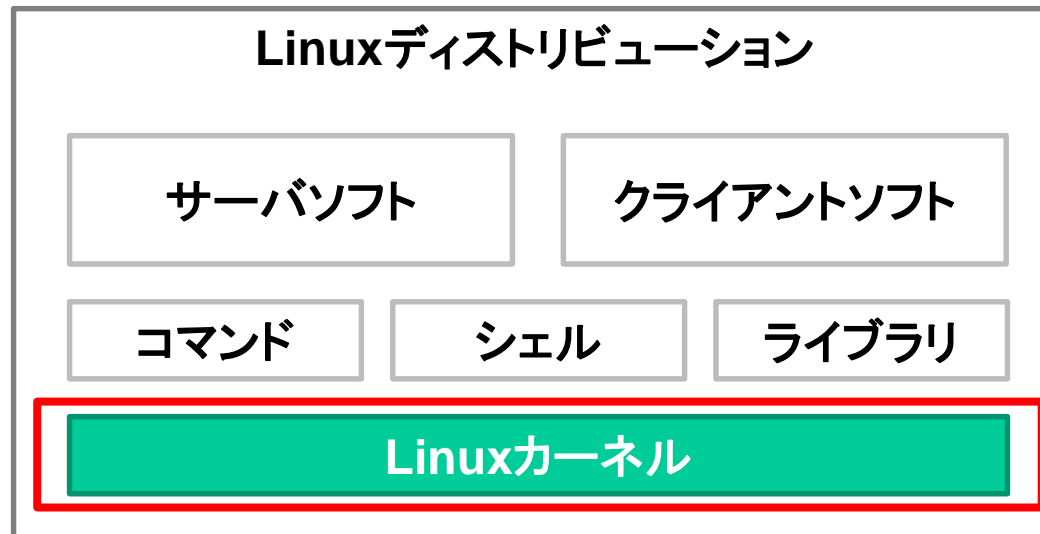 Linuxディストリビューション
サーバソフト
クライアントソフト
コマンド
シェル
ライブラリ
Linuxカーネル